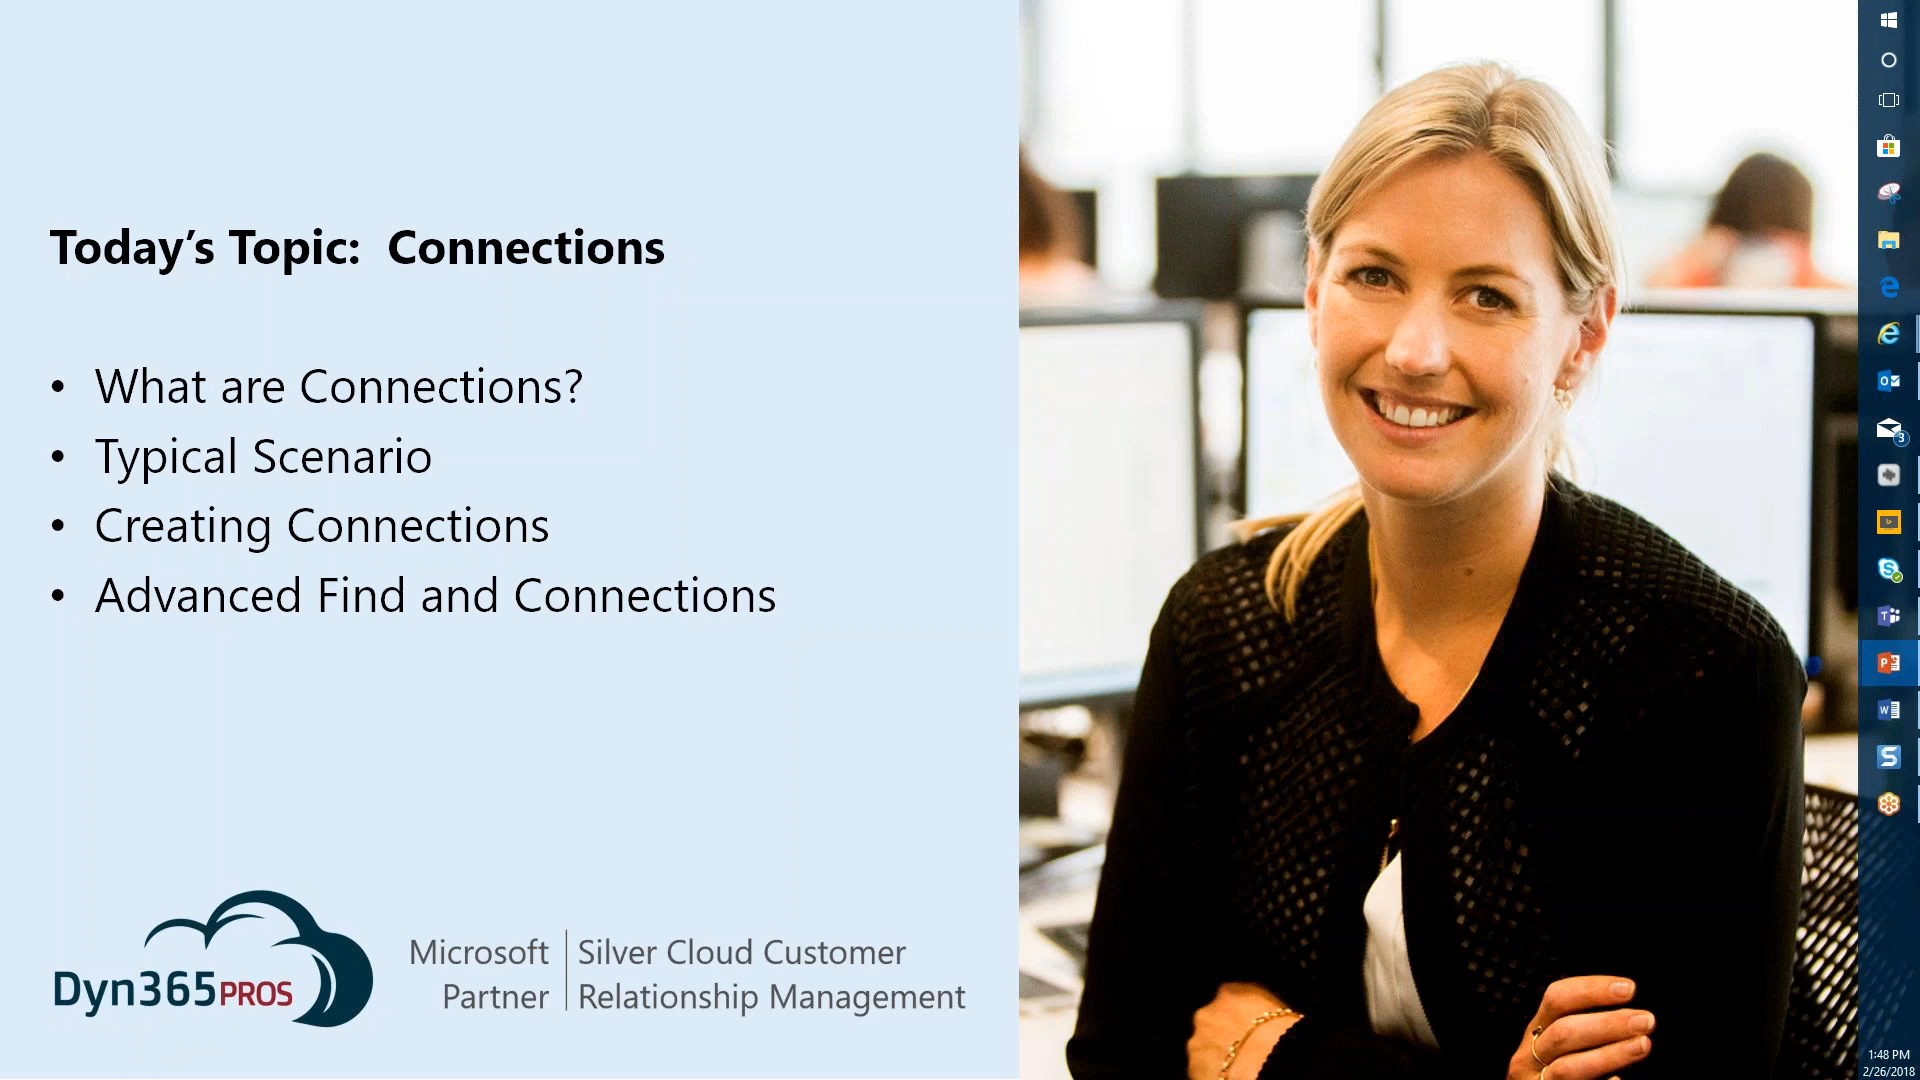 Today’s Topic:  Connections
• What are Connections?
• Typical Scenario
• Creating Connections
• Advanced Find and Connections
Dyn365PROS
Microsoft Partner
Silver Cloud Customer
Relationship Management
3
1:48 PM
2/26/2018